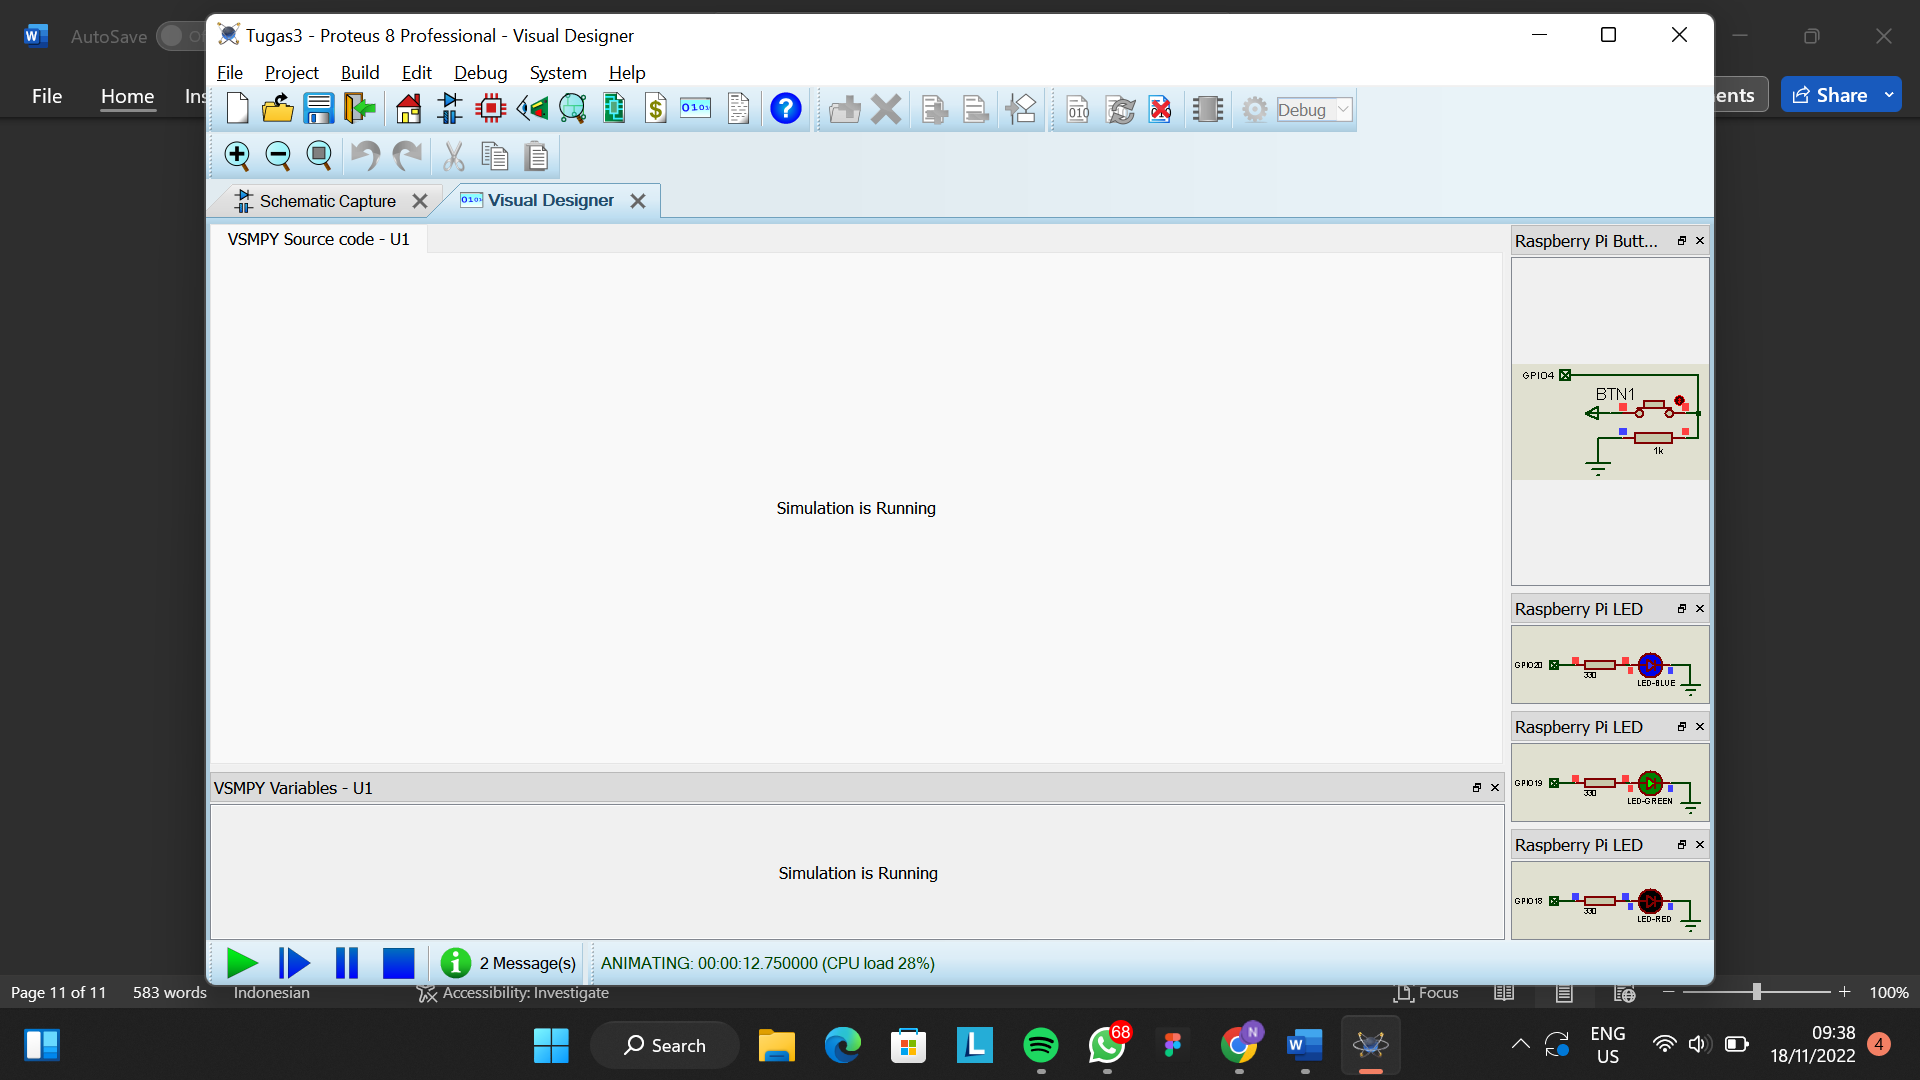 AutoSave
File Home Ins
ents Share
Tugas3 - Proteus 8 Professional - Visual Designer
File Project Build Edit Debug System Help
Debug
Schematic Capture
Visual Designer
VSMPY Source code - U1
Simulation is Running
VSMPY Variables - U1
Simulation is Running
Raspberry Pi Butt...
GPIO4
BTN1
1k
Raspberry Pi LED
GPIO20
330
LED-BLUE
Raspberry Pi LED
GPIO19
330
LED-GREEN
Raspberry Pi LED
GPIO18
330
LED-RED
2 Message(s)
ANIMATING: 00:00:12.750000 (CPU load 28%)
Page 11 of 11 583 words Indonesian Accessibility: Investigate Focus 100%
Search
68
N
ENG
US
09:38
18/11/2022
4